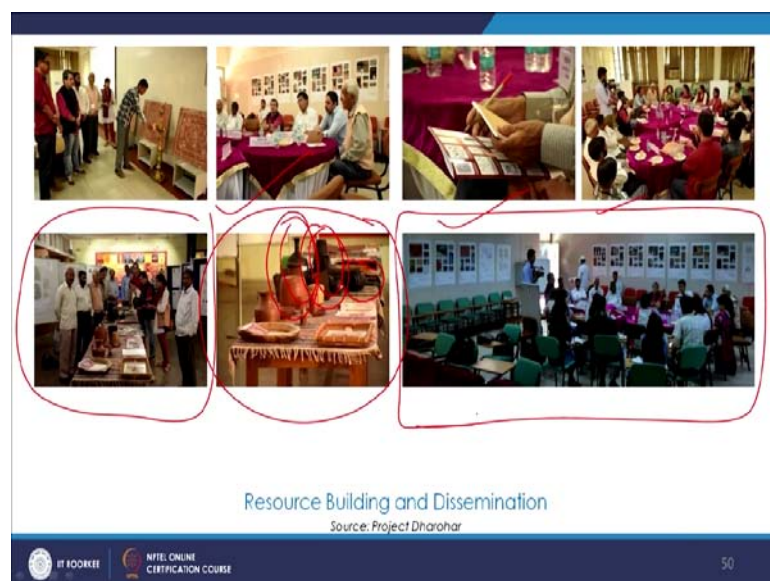 Resource Building and Dissemination
Source: Project Dharohar
IIT ROORKEE
NPTEL ONLINE
CERTIFICATION COURSE
50